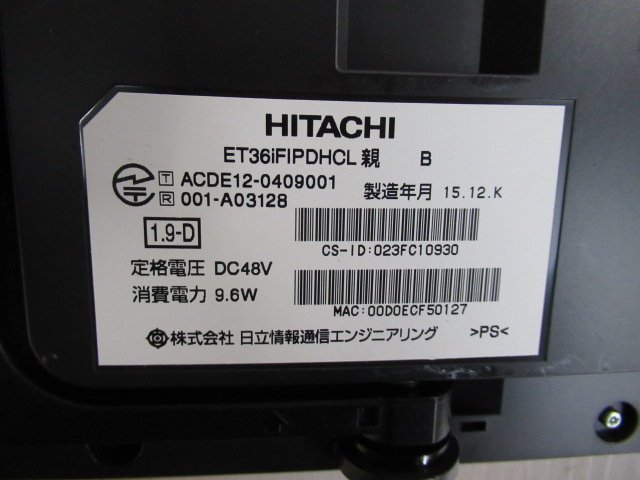 HITACHI
ET36iFIPDHCL 親 B
T ACDE12-0409001
R 001-A03128
製造年月 15.12.K
1.9-D
CS-ID:023FC10930
定格電圧 DC48V
消費電力 9.6W
MAC:00D0ECF50127
株式会社 日立情報通信エンジニアリング >PS<